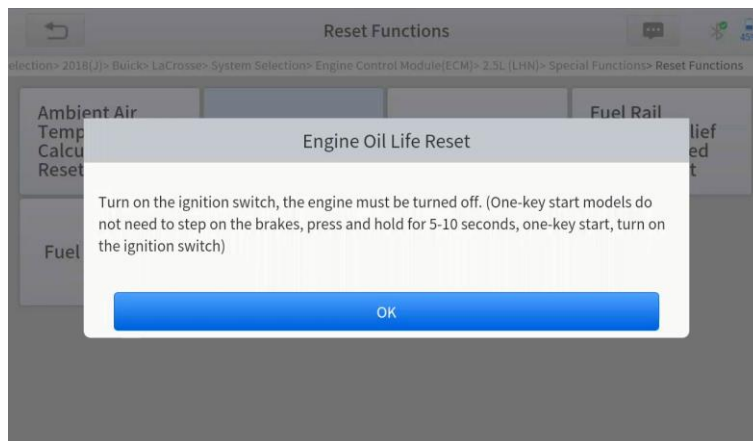 Reset Functions
45%
election> 2018(J)> Buick> LaCrosse> System Selection> Engine Control Module(ECM)> 2.5L (LHN)> Special Functions> Reset Functions
Ambient Air
Temp
Calcu
Reset
Fuel Rail
lief
ed
t
Engine Oil Life Reset
Turn on the ignition switch, the engine must be turned off. (One-key start models do
not need to step on the brakes, press and hold for 5-10 seconds, one-key start, turn on
the ignition switch)
Fuel
OK